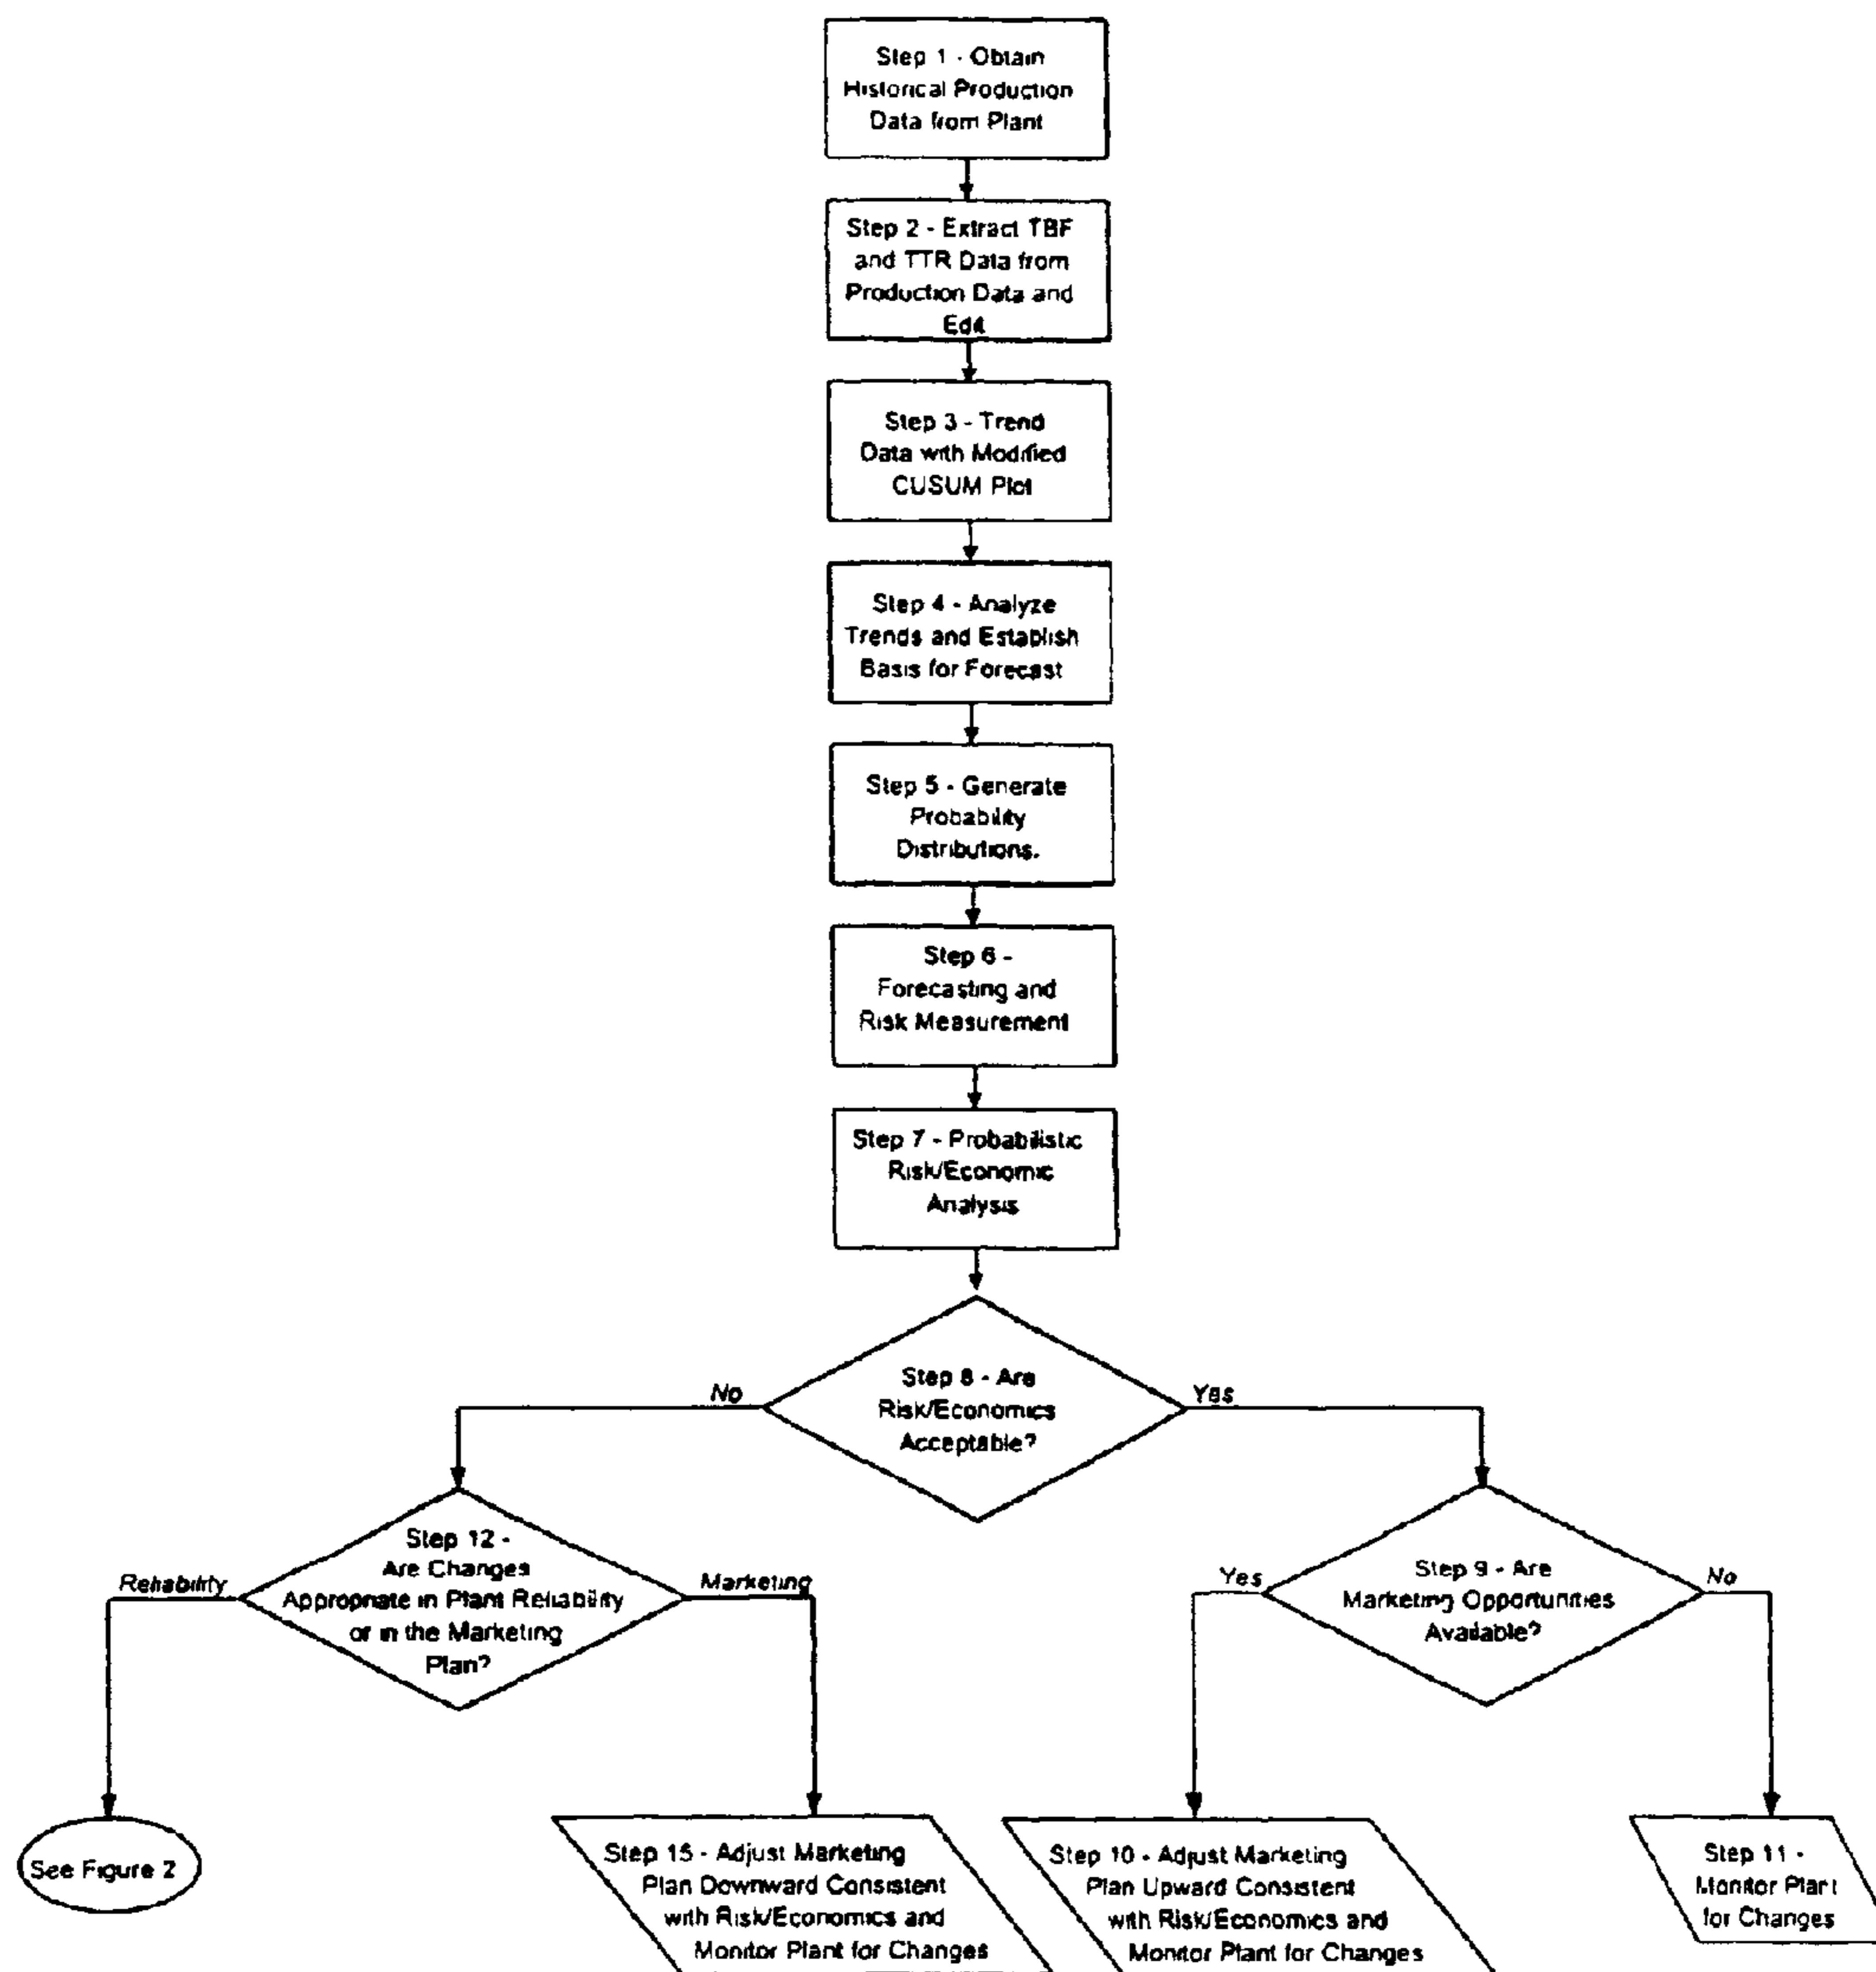 Step 1 - Obtain
Historical Production
Data from Plant
Step 2 - Extract TBF
and TTR Data from
Production Data and
Edit
Step 3 - Trend
Data with Modified
CUSUM Plot
Step 4 - Analyze
Trends and Establish
Basis for Forecast
Step 5 - Generate
Probability
Distributions.
Step 6 -
Forecasting and
Risk Measurement
Step 7 - Probabilistic
Risk/Economic
Analysis
Step 8 - Are
Risk/Economics
Acceptable?
No
Yes
Step 12 -
Are Changes
Appropriate in Plant Reliability
or in the Marketing
Plan?
Reliability
Marketing
Step 9 - Are
Marketing Opportunities
Available?
Yes
No
See Figure 2
Step 15 - Adjust Marketing
Plan Downward Consistent
with Risk/Economics and
Monitor Plant for Changes
Step 10 - Adjust Marketing
Plan Upward Consistent
with Risk/Economics and
Monitor Plant for Changes
Step 11 -
Monitor Plant
for Changes